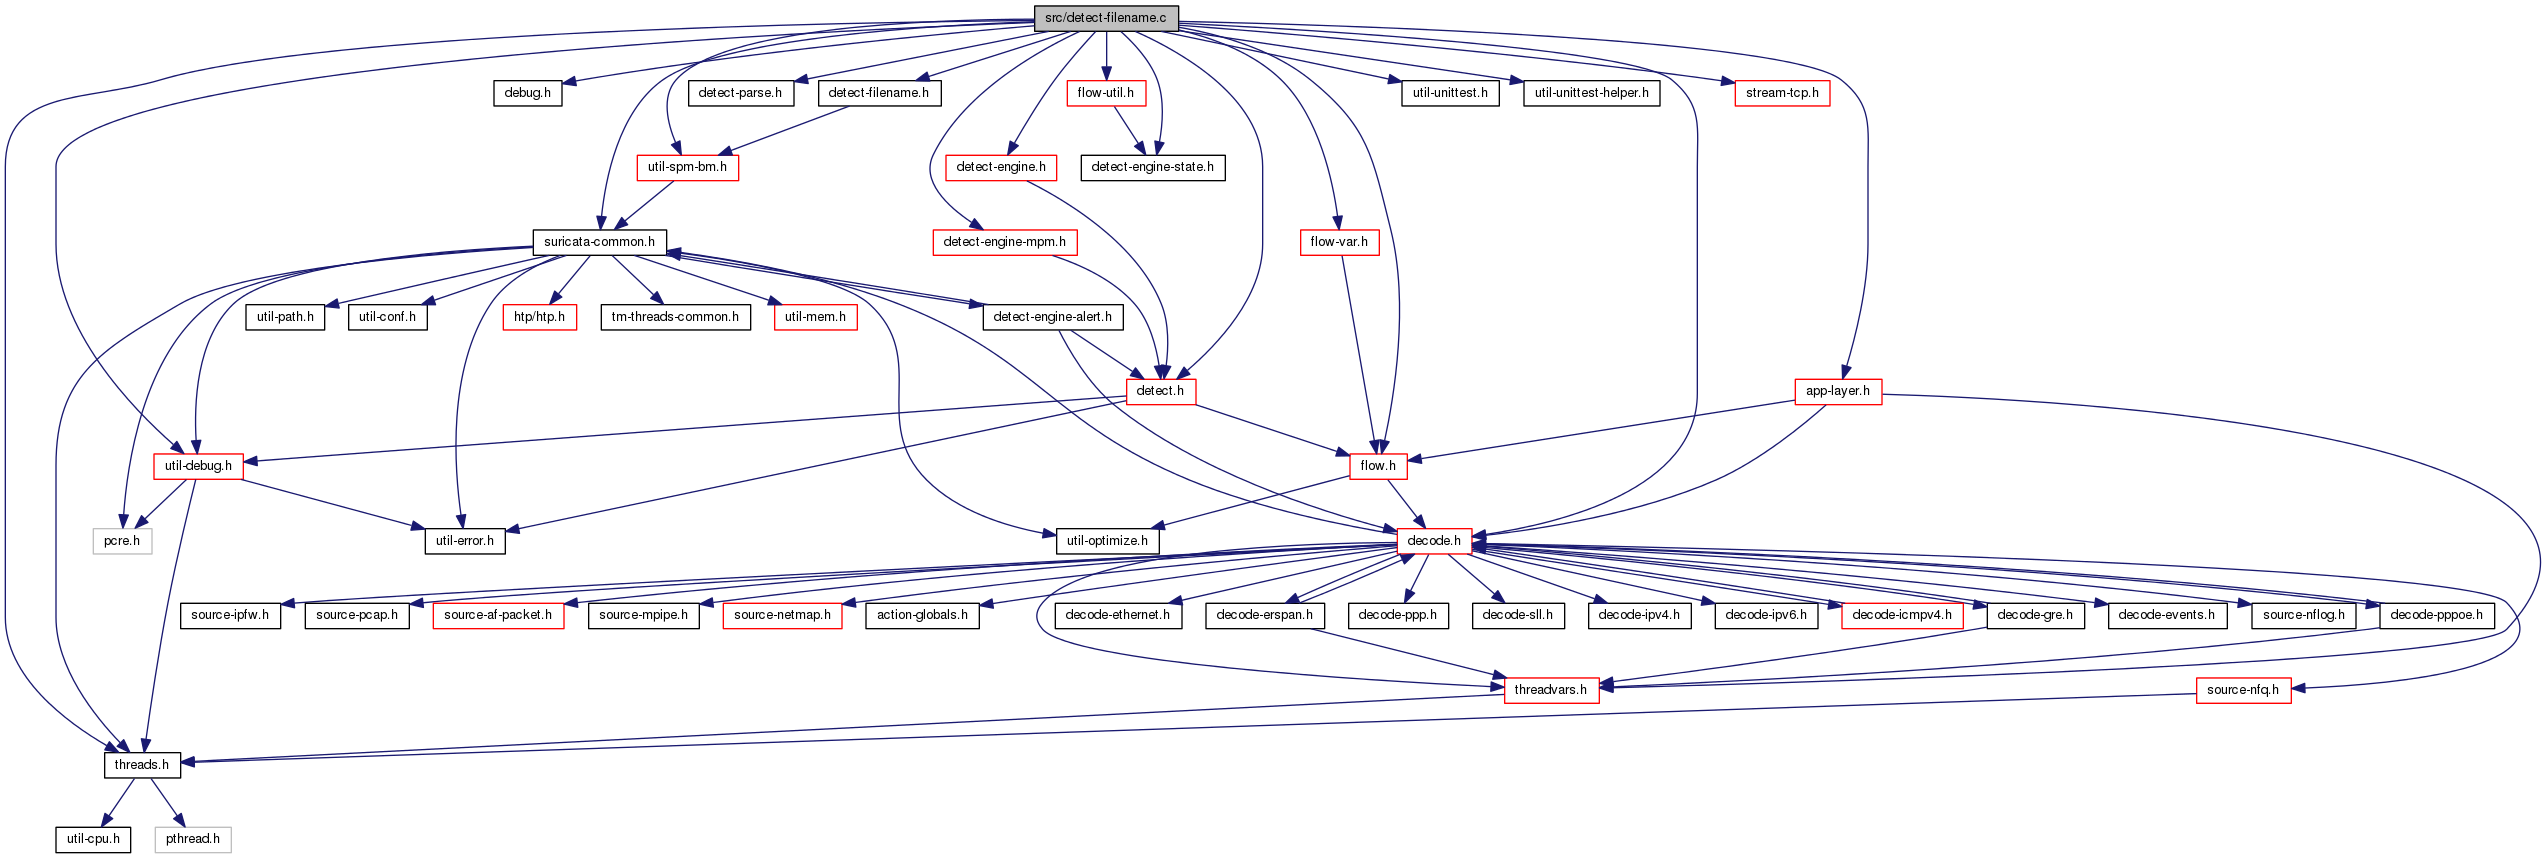 src/detect-filename.c
debug.h
detect-parse.h
detect-filename.h
flow-util.h
util-unittest.h
util-unittest-helper.h
stream-tcp.h
util-spm-bm.h
detect-engine.h
detect-engine-state.h
suricata-common.h
detect-engine-mpm.h
flow-var.h
util-path.h
util-conf.h
htp/htp.h
tm-threads-common.h
util-mem.h
detect-engine-alert.h
detect.h
app-layer.h
util-debug.h
flow.h
pcre.h
util-error.h
util-optimize.h
decode.h
source-ipfw.h
source-pcap.h
source-af-packet.h
source-mpipe.h
source-netmap.h
action-globals.h
decode-ethernet.h
decode-erspan.h
decode-ppp.h
decode-sll.h
decode-ipv4.h
decode-ipv6.h
decode-icmpv4.h
decode-gre.h
decode-events.h
source-nflog.h
decode-pppoe.h
threadvars.h
source-nfq.h
threads.h
util-cpu.h
pthread.h